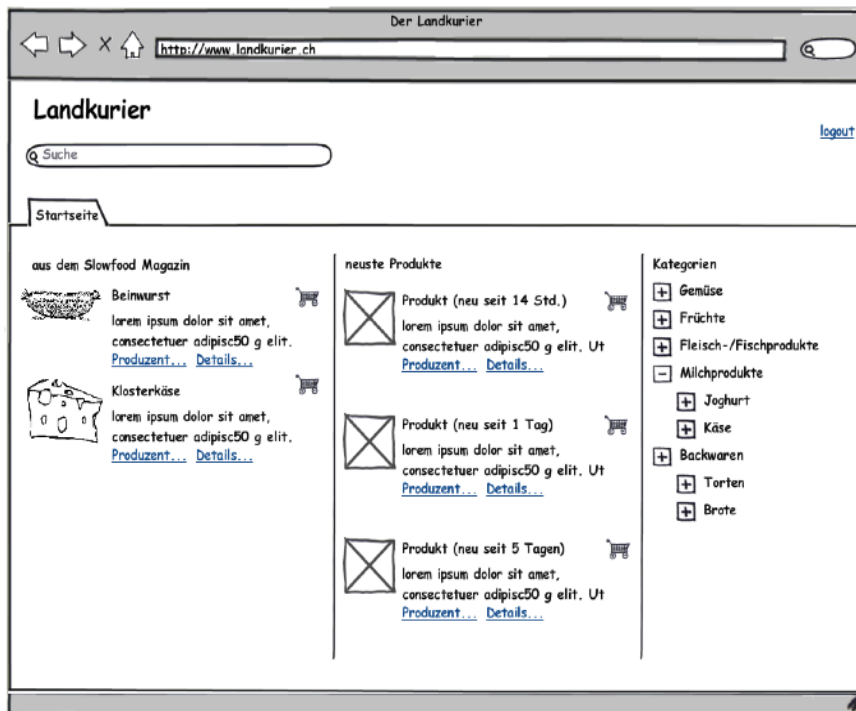 Der Landkurier
http://www.landkurier.ch
Landkurier
logout
Suche
Startseite
aus dem Slowfood Magazin
Beinwurst
lorem ipsum dolor sit amet,
consectetuer adipisc50 g elit.
Produzent... Details...
Klosterkäse
lorem ipsum dolor sit amet,
consectetuer adipisc50 g elit.
Produzent... Details...
neuste Produkte
Produkt (neu seit 14 Std.)
lorem ipsum dolor sit amet,
consectetuer adipisc50 g elit. Ut
Produzent... Details...
Produkt (neu seit 1 Tag)
lorem ipsum dolor sit amet,
consectetuer adipisc50 g elit. Ut
Produzent... Details...
Produkt (neu seit 5 Tagen)
lorem ipsum dolor sit amet,
consectetuer adipisc50 g elit. Ut
Produzent... Details...
Kategorien
Gemüse
Früchte
Fleisch-/Fischprodukte
Milchprodukte
Joghurt
Käse
Backwaren
Torten
Brote